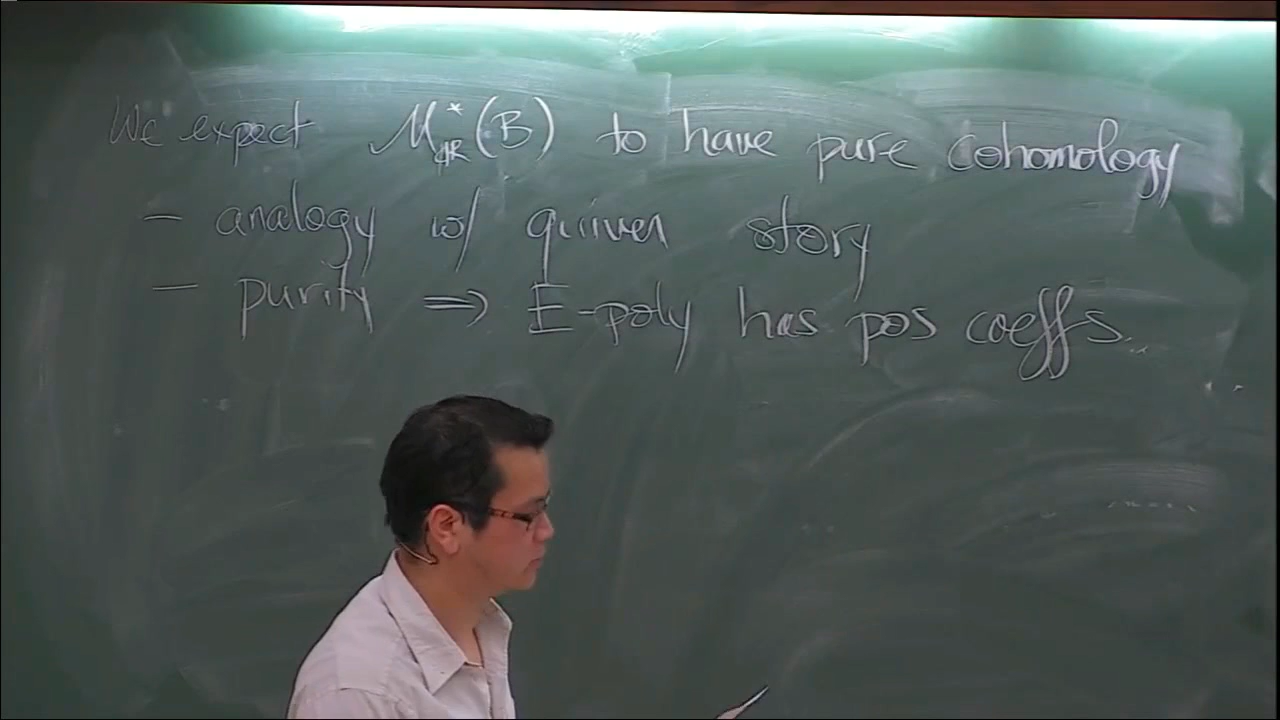 We expect M*_dR(B) to have pure cohomology
— analogy w/ quiver story
— purity ⟹ E-poly has pos coeffs.